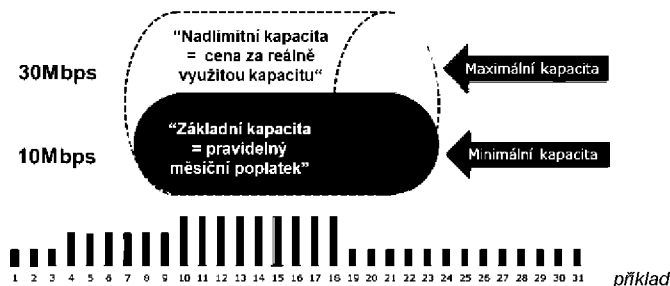 "Nadlimitní kapacita
= cena za reálně
využitou kapacitu"
30Mbps
Maximální kapacita
"Základní kapacita
= pravidelný
měsíční poplatek"
10Mbps
Minimální kapacita
1 2 3 4 5 6 7 8 9 10 11 12 13 14 15 16 17 18 19 20 21 22 23 24 25 26 27 28 29 30 31
příklad